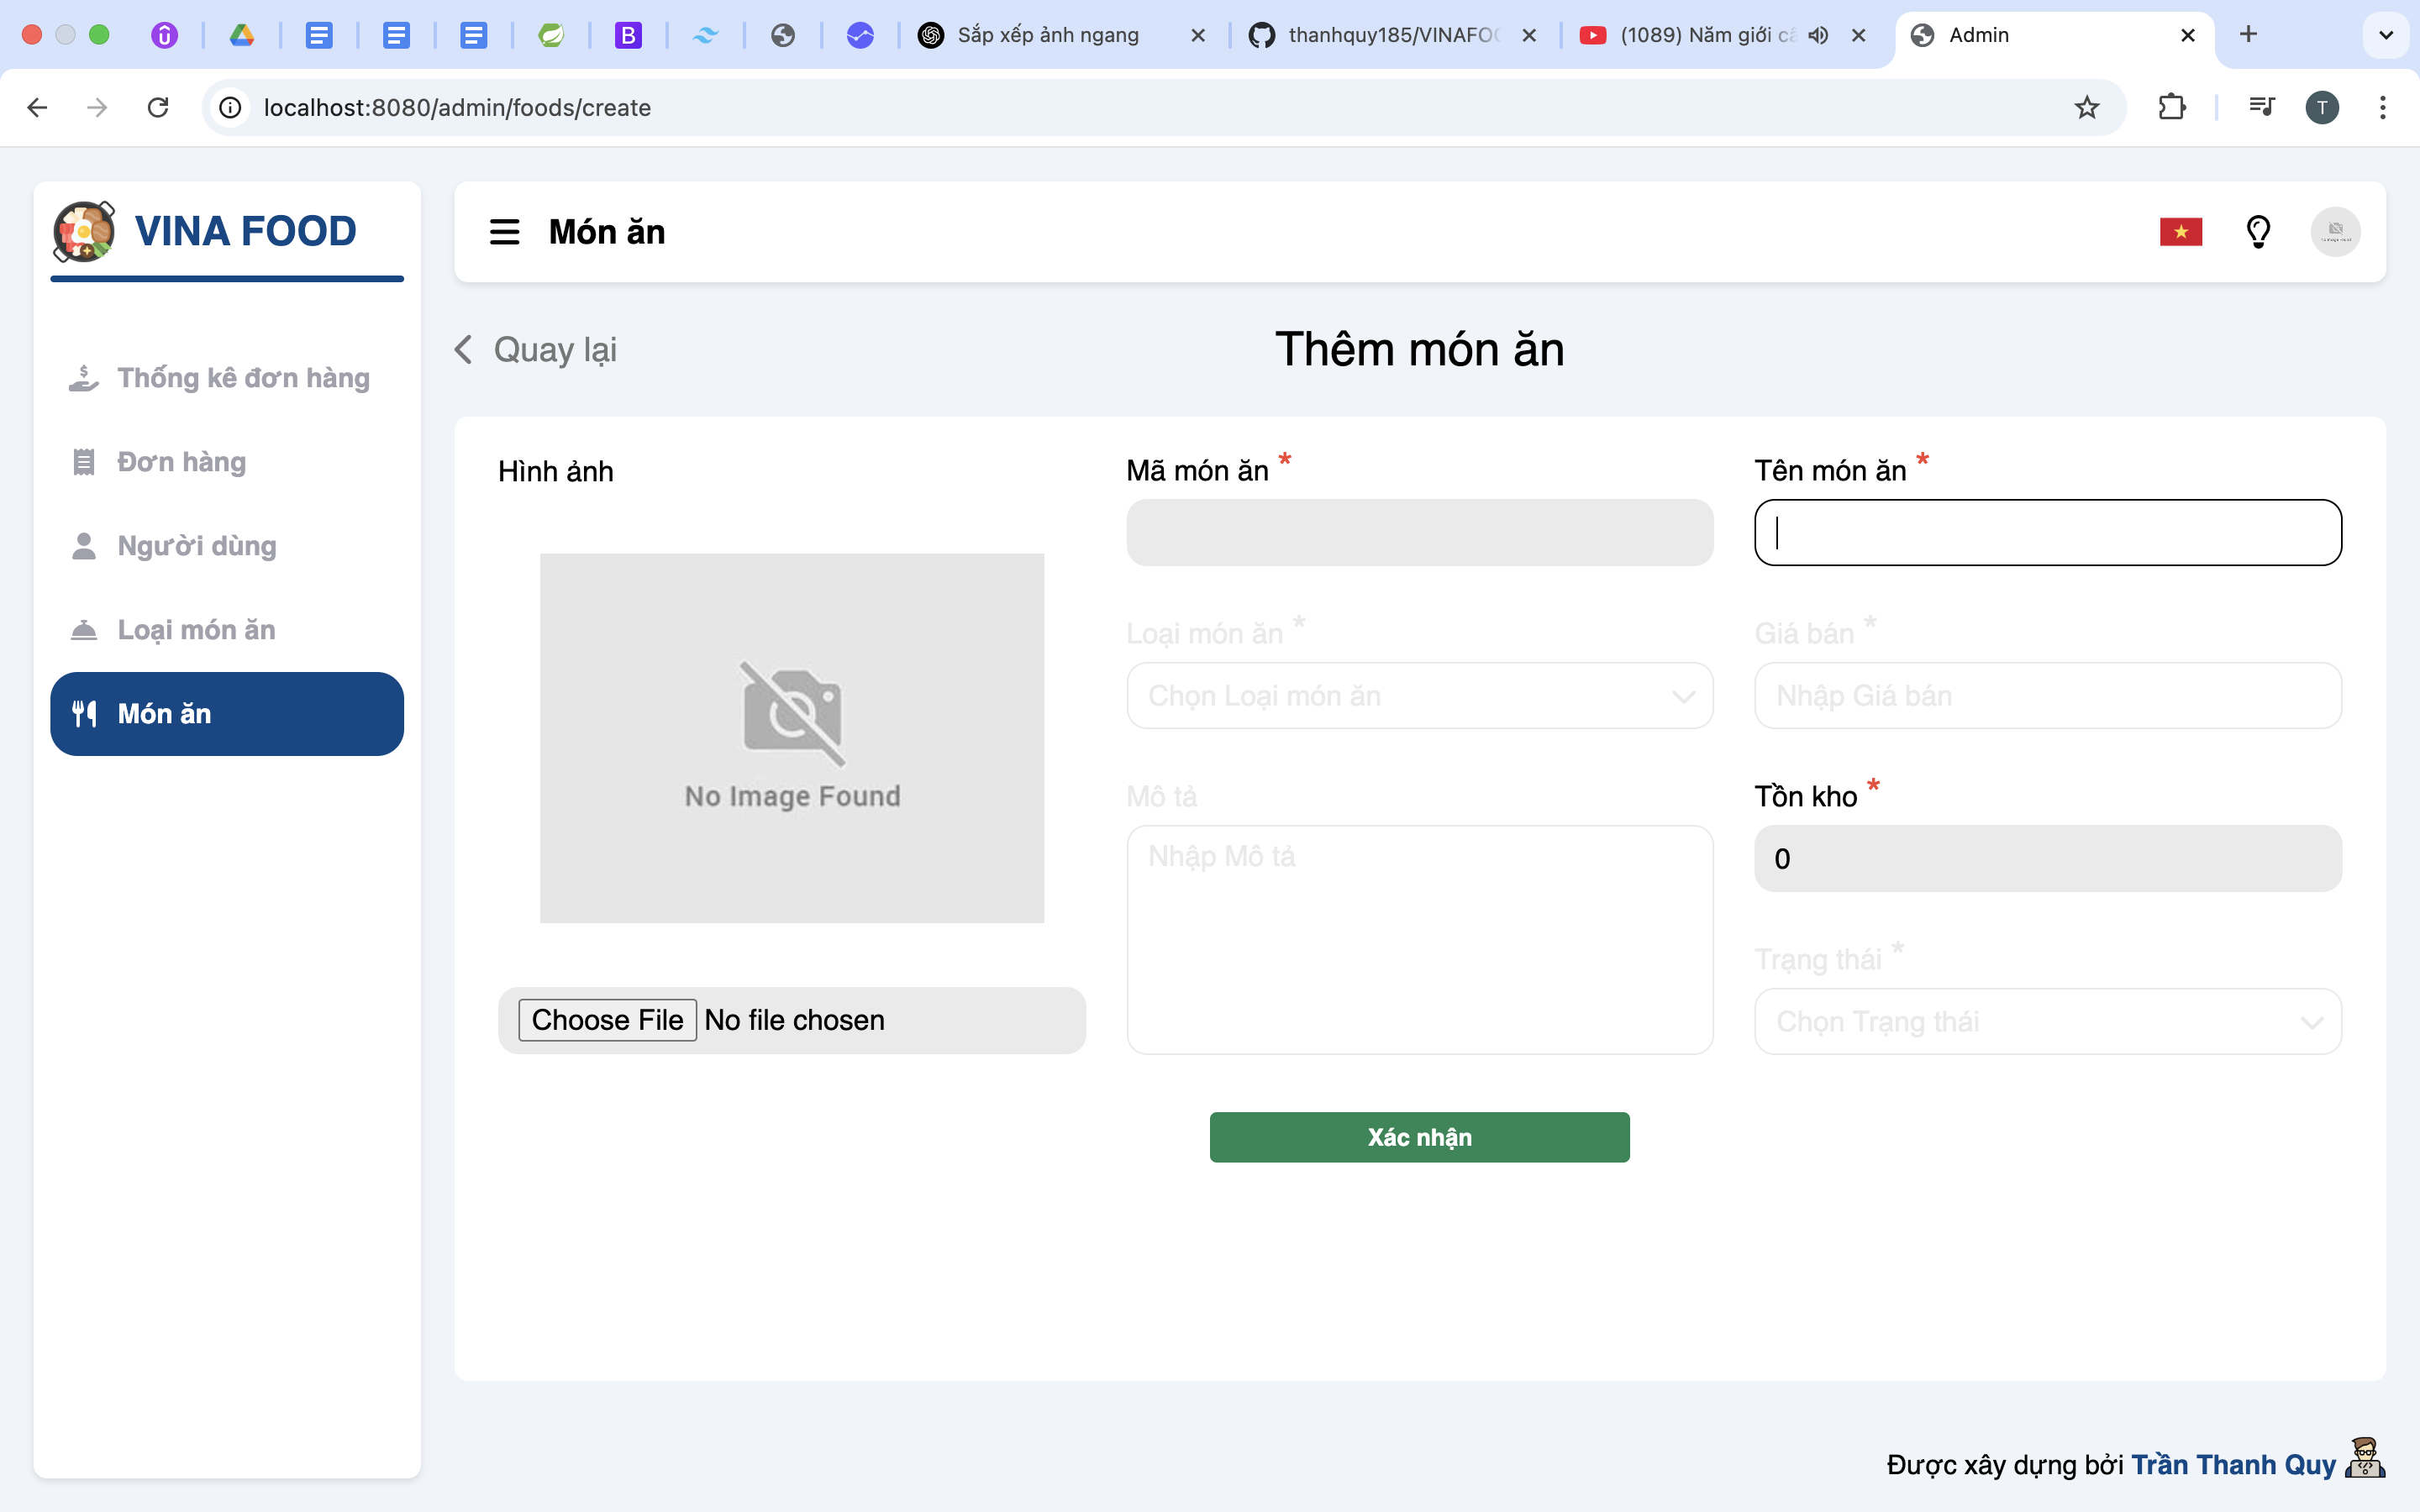 Sắp xếp ảnh ngang
thanhquy185/VINAFOO
(1089) Năm giới cấ
Admin
localhost:8080/admin/foods/create
T
VINA FOOD
Món ăn
Thống kê đơn hàng
Đơn hàng
Người dùng
Loại món ăn
Món ăn
Quay lại
Thêm món ăn
Hình ảnh
No Image Found
Choose File No file chosen
Mã món ăn *
Tên món ăn *
Loại món ăn *
Chọn Loại món ăn
Giá bán *
Nhập Giá bán
Mô tả
Nhập Mô tả
Tồn kho *
0
Trạng thái *
Chọn Trạng thái
Xác nhận
Được xây dựng bởi Trần Thanh Quy